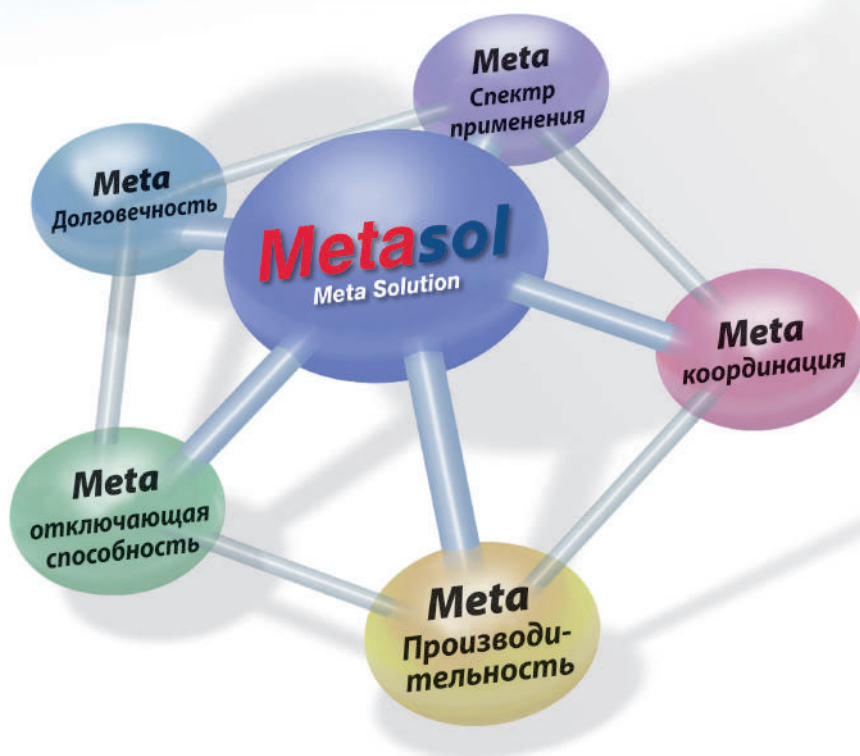 Meta
Спектр
применения
Meta
Долговечность
Metasol
Meta Solution
Meta
координация
Meta
отключающая
способность
Meta
Производи-
тельность